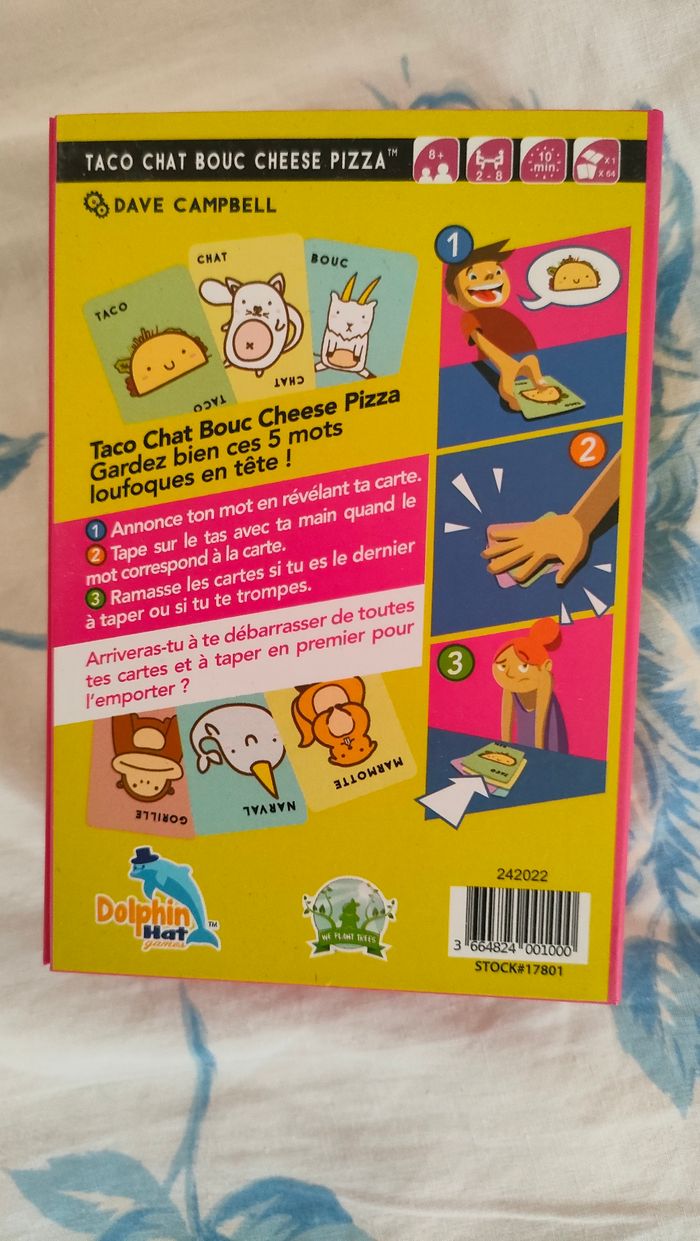 TACO CHAT BOUC CHEESE PIZZA™
8+
2 - 8
10 min.
x 1
x 64
DAVE CAMPBELL
TACO
TACO
CHAT
CHAT
BOUC
1
TACO
Taco Chat Bouc Cheese Pizza
Gardez bien ces 5 mots
loufoques en tête !
2
1 Annonce ton mot en révélant ta carte.
2 Tape sur le tas avec ta main quand le
mot correspond à la carte.
3 Ramasse les cartes si tu es le dernier
à taper ou si tu te trompes.
3
TACO
Arriveras-tu à te débarrasser de toutes
tes cartes et à taper en premier pour
l'emporter ?
GORILLE
NARVAL
MARMOTTE
Dolphin
Hat
games™
WE PLANT TREES
242022
3 664824 001000
STOCK#17801